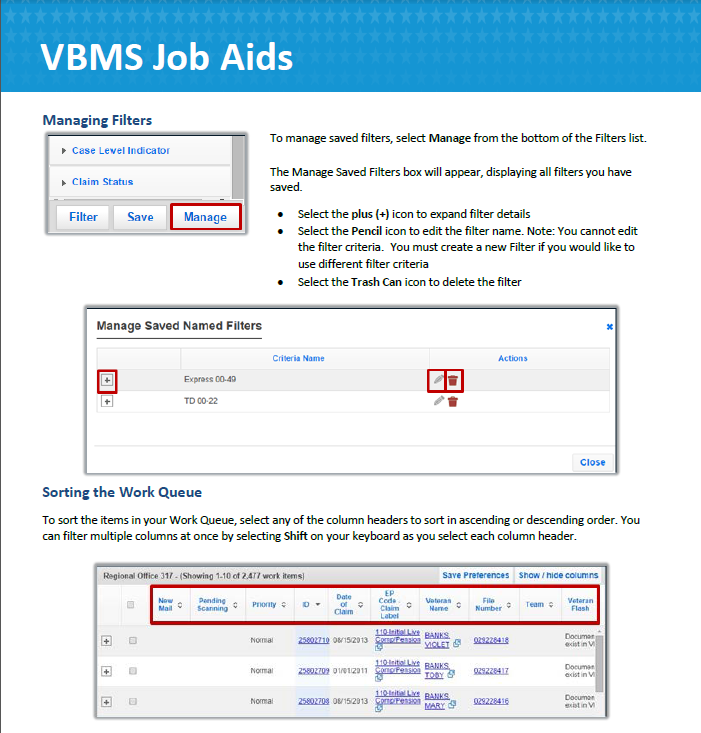 VBMS Job Aids
Managing Filters
Case Level Indicator
Claim Status
Filter Save Manage
To manage saved filters, select Manage from the bottom of the Filters list.
The Manage Saved Filters box will appear, displaying all filters you have
saved.
• Select the plus (+) icon to expand filter details
• Select the Pencil icon to edit the filter name. Note: You cannot edit
the filter criteria. You must create a new Filter if you would like to
use different filter criteria
• Select the Trash Can icon to delete the filter
Manage Saved Named Filters
Criteria Name Actions
Express 00-49
TD 00-22
Close
Sorting the Work Queue
To sort the items in your Work Queue, select any of the column headers to sort in ascending or descending order. You
can filter multiple columns at once by selecting Shift on your keyboard as you select each column header.
Regional Office 317 - (Showing 1-10 of 2,477 work items) Save Preferences Show / hide columns
New Mail Pending Scanning Priority ID Date of Claim EP Code - Claim Label Veteran Name File Number Team Veteran Flash
Normal 25802710 08/15/2013 110-Initial Live Comp/Pension BANKS, VIOLET 029228418 Documen exist in VI
Normal 25802709 01/01/2011 110-Initial Live Comp/Pension BANKS, TOBY 029228417 Documen exist in VI
Normal 25802708 08/15/2013 110-Initial Live Comp/Pension BANKS, MARY 029228416 Documen exist in VI